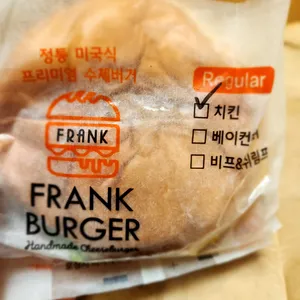 정통 미국식
프리미엄 수제버거
Regular
치킨
베이컨
비프&쉬림프
FRANK
FRANK
BURGER
Handmade Cheeseburger